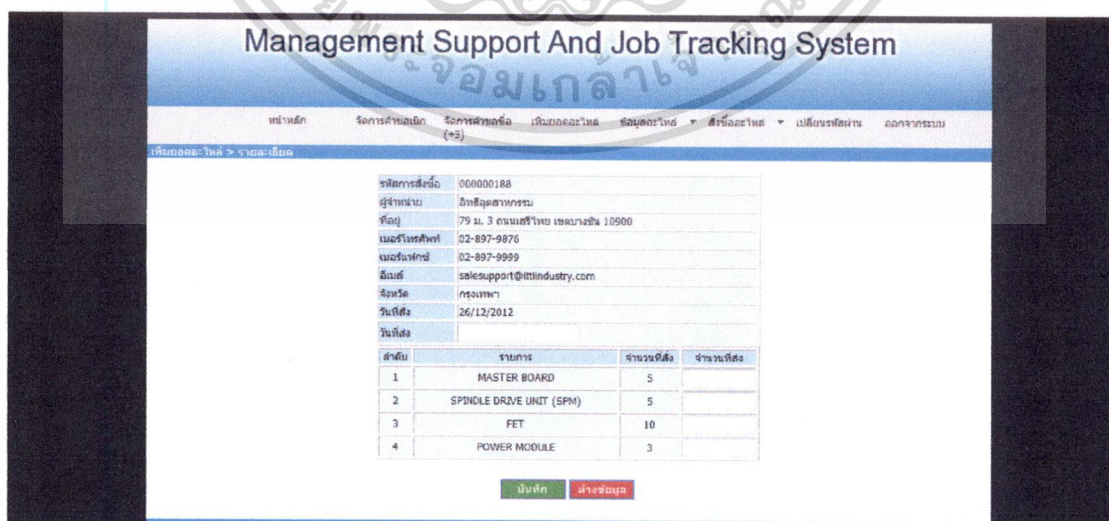 Management Support And Job Tracking System
พระจอมเกล้าเจ้า
หน้าหลัก จัดการคำขอเบิก จัดการคำขอซื้อ (+3) เพิ่มยอดอะไหล่ ข้อมูลอะไหล่ สั่งซื้ออะไหล่ เปลี่ยนรหัสผ่าน ออกจากระบบ
เพิ่มยอดอะไหล่ > รายละเอียด
รหัสการสั่งซื้อ 000000188
ผู้จำหน่าย อิทธิอุตสาหกรรม
ที่อยู่ 79 ม. 3 ถนนเสรีไทย เขตบางชัน 10900
เบอร์โทรศัพท์ 02-897-9876
เบอร์แฟกซ์ 02-897-9999
อีเมล์ salesupport@ittiindustry.com
จังหวัด กรุงเทพฯ
วันที่สั่ง 26/12/2012
วันที่ส่ง
ลำดับ รายการ จำนวนที่สั่ง จำนวนที่ส่ง
1 MASTER BOARD 5
2 SPINDLE DRIVE UNIT (SPM) 5
3 FET 10
4 POWER MODULE 3
บันทึก ล้างข้อมูล